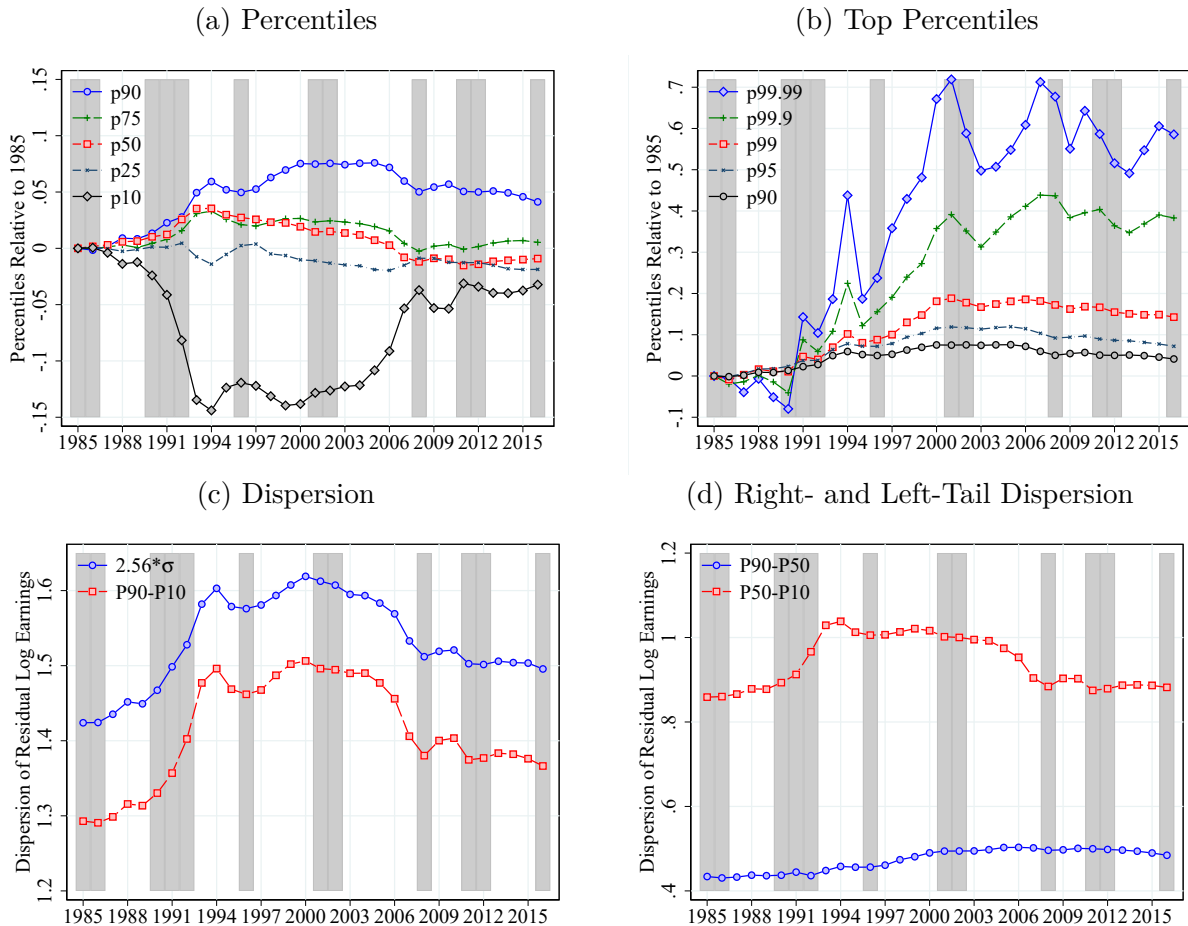 (a) Percentiles
Percentiles Relative to 1985
.15
.1
.05
0
-.05
-.1
-.15
p90
p75
p50
p25
p10
1985 1988 1991 1994 1997 2000 2003 2006 2009 2012 2015
(b) Top Percentiles
Percentiles Relative to 1985
.7
.6
.5
.4
.3
.2
.1
0
-.1
p99.99
p99.9
p99
p95
p90
1985 1988 1991 1994 1997 2000 2003 2006 2009 2012 2015
(c) Dispersion
Dispersion of Residual Log Earnings
1.6
1.5
1.4
1.3
1.2
2.56*σ
P90-P10
1985 1988 1991 1994 1997 2000 2003 2006 2009 2012 2015
(d) Right- and Left-Tail Dispersion
Dispersion of Residual Log Earnings
1.2
1
.8
.6
.4
P90-P50
P50-P10
1985 1988 1991 1994 1997 2000 2003 2006 2009 2012 2015